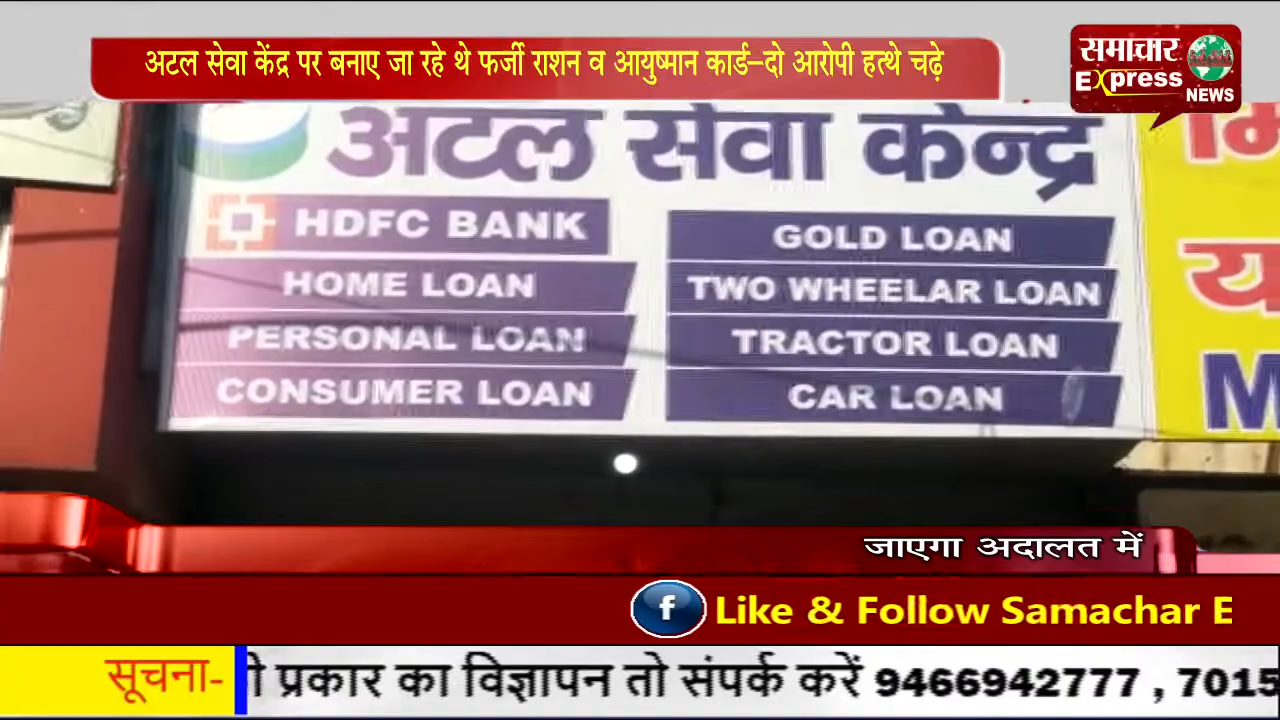 अटल सेवा केंद्र पर बनाए जा रहे थे फर्जी राशन व आयुष्मान कार्ड–दो आरोपी हत्थे चढ़े
समाचार
Express
NEWS
अटल सेवा केन्द्र
HDFC BANK
HOME LOAN
PERSONAL LOAN
CONSUMER LOAN
GOLD LOAN
TWO WHEELAR LOAN
TRACTOR LOAN
CAR LOAN
मि
य
M
जाएगा अदालत में
f Like & Follow Samachar E
सूचना- ी प्रकार का विज्ञापन तो संपर्क करें 9466942777 , 7015